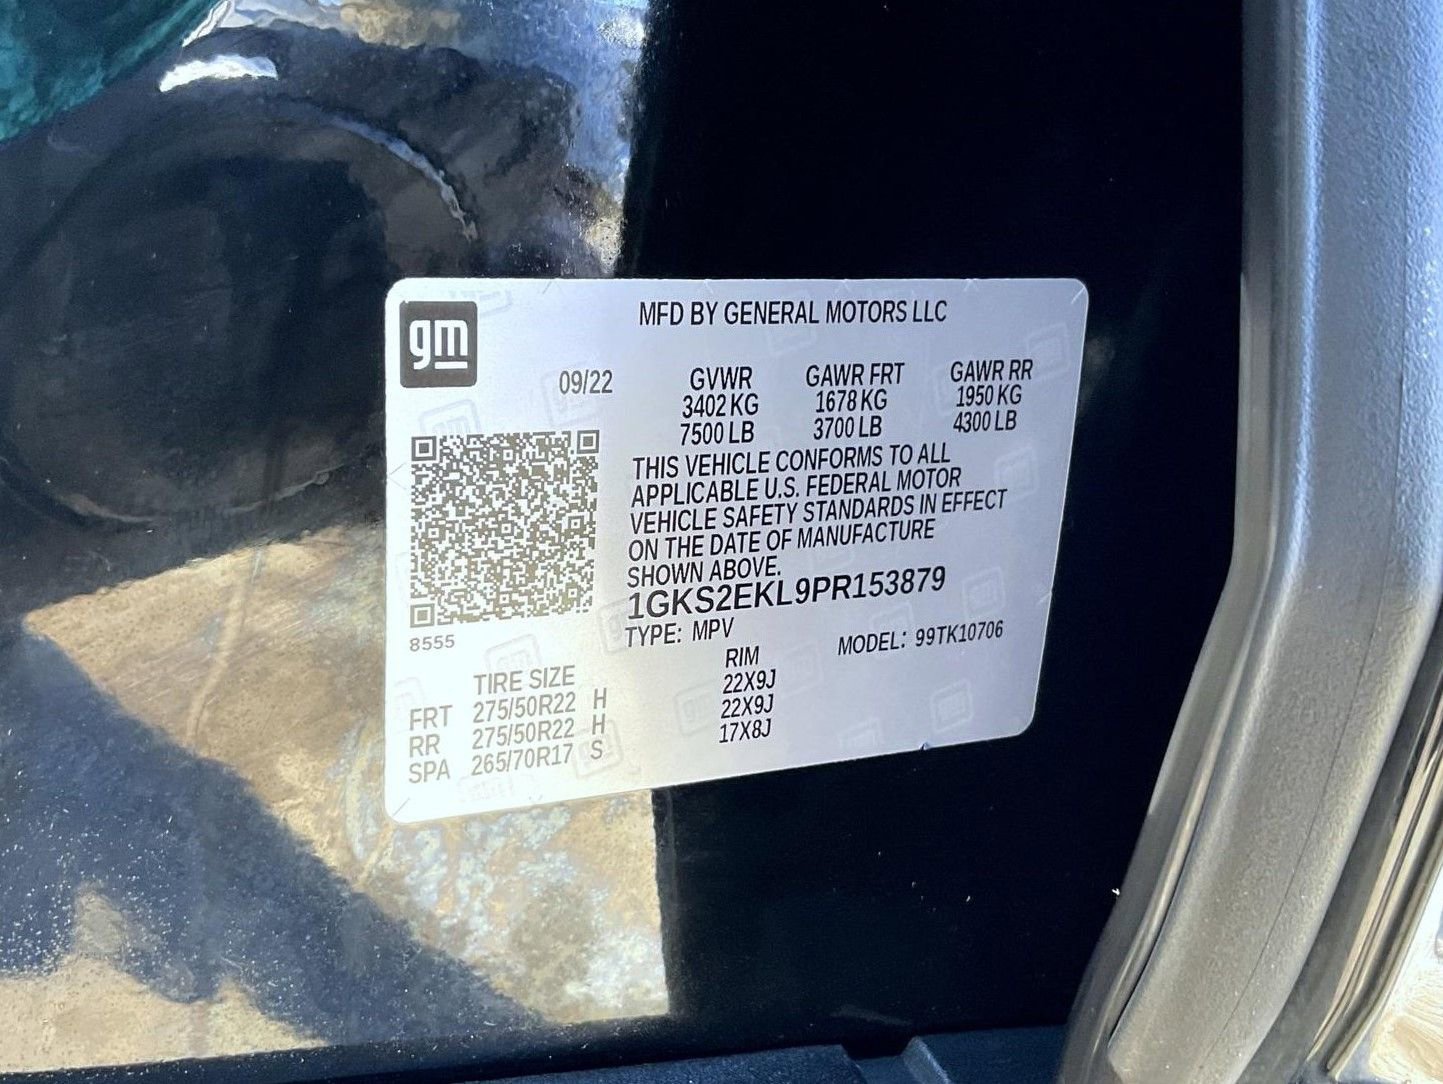 gm
MFD BY GENERAL MOTORS LLC
09/22 GVWR GAWR FRT GAWR RR
3402 KG 1678 KG 1950 KG
7500 LB 3700 LB 4300 LB
THIS VEHICLE CONFORMS TO ALL
APPLICABLE U.S. FEDERAL MOTOR
VEHICLE SAFETY STANDARDS IN EFFECT
ON THE DATE OF MANUFACTURE
SHOWN ABOVE.
1GKS2EKL9PR153879
8555
TYPE: MPV MODEL: 99TK10706
TIRE SIZE RIM
FRT 275/50R22 H 22X9J
RR 275/50R22 H 22X9J
SPA 265/70R17 S 17X8J